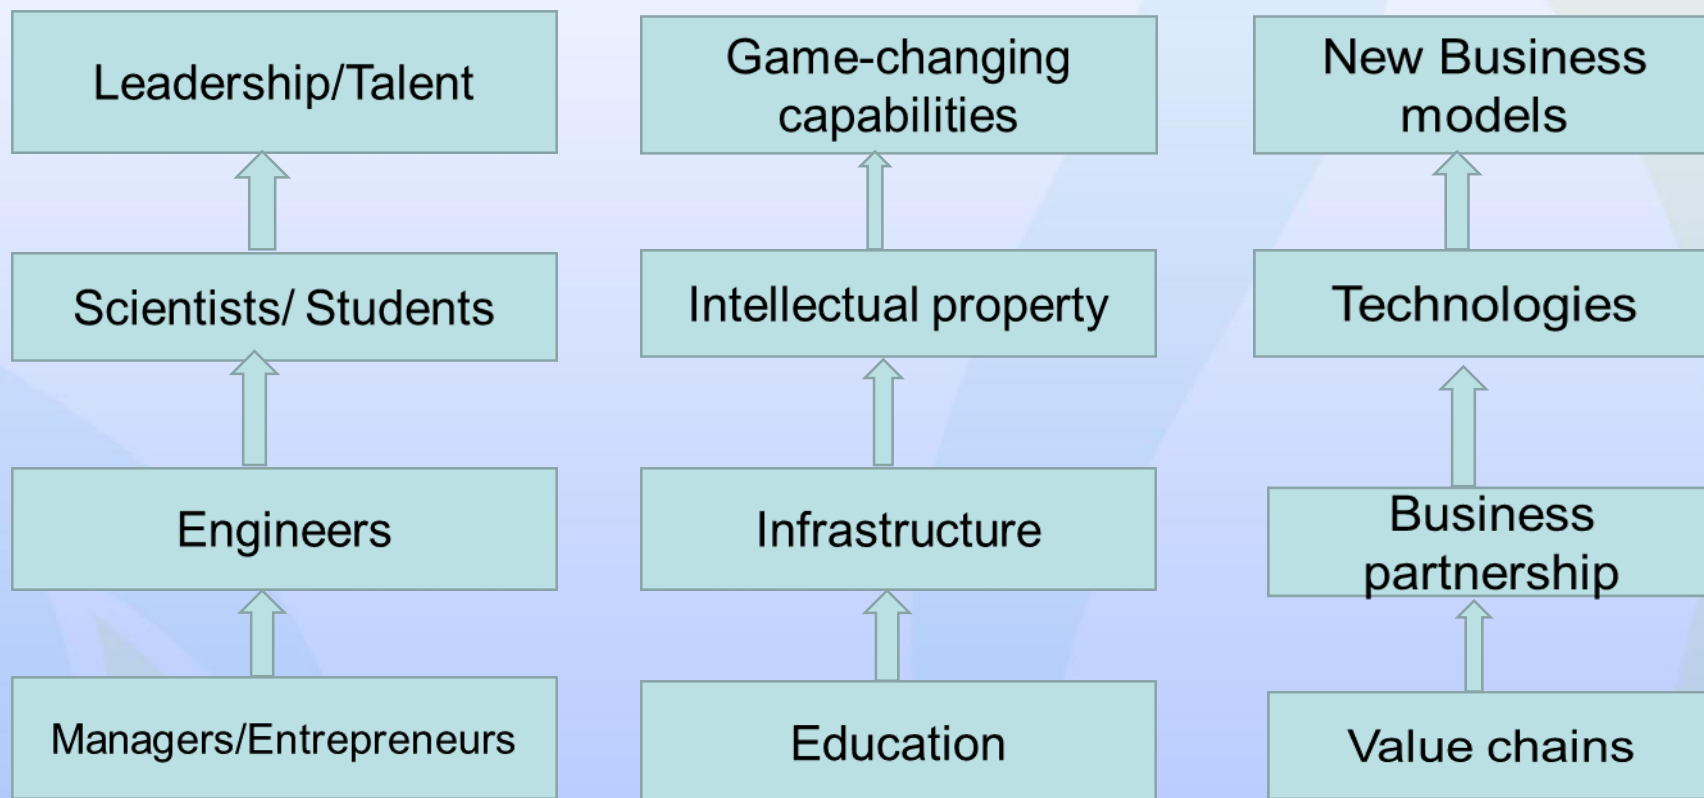 Leadership/Talent
Game-changing
capabilities
New Business
models
Scientists/ Students
Intellectual property
Technologies
Engineers
Infrastructure
Business
partnership
Managers/Entrepreneurs
Education
Value chains